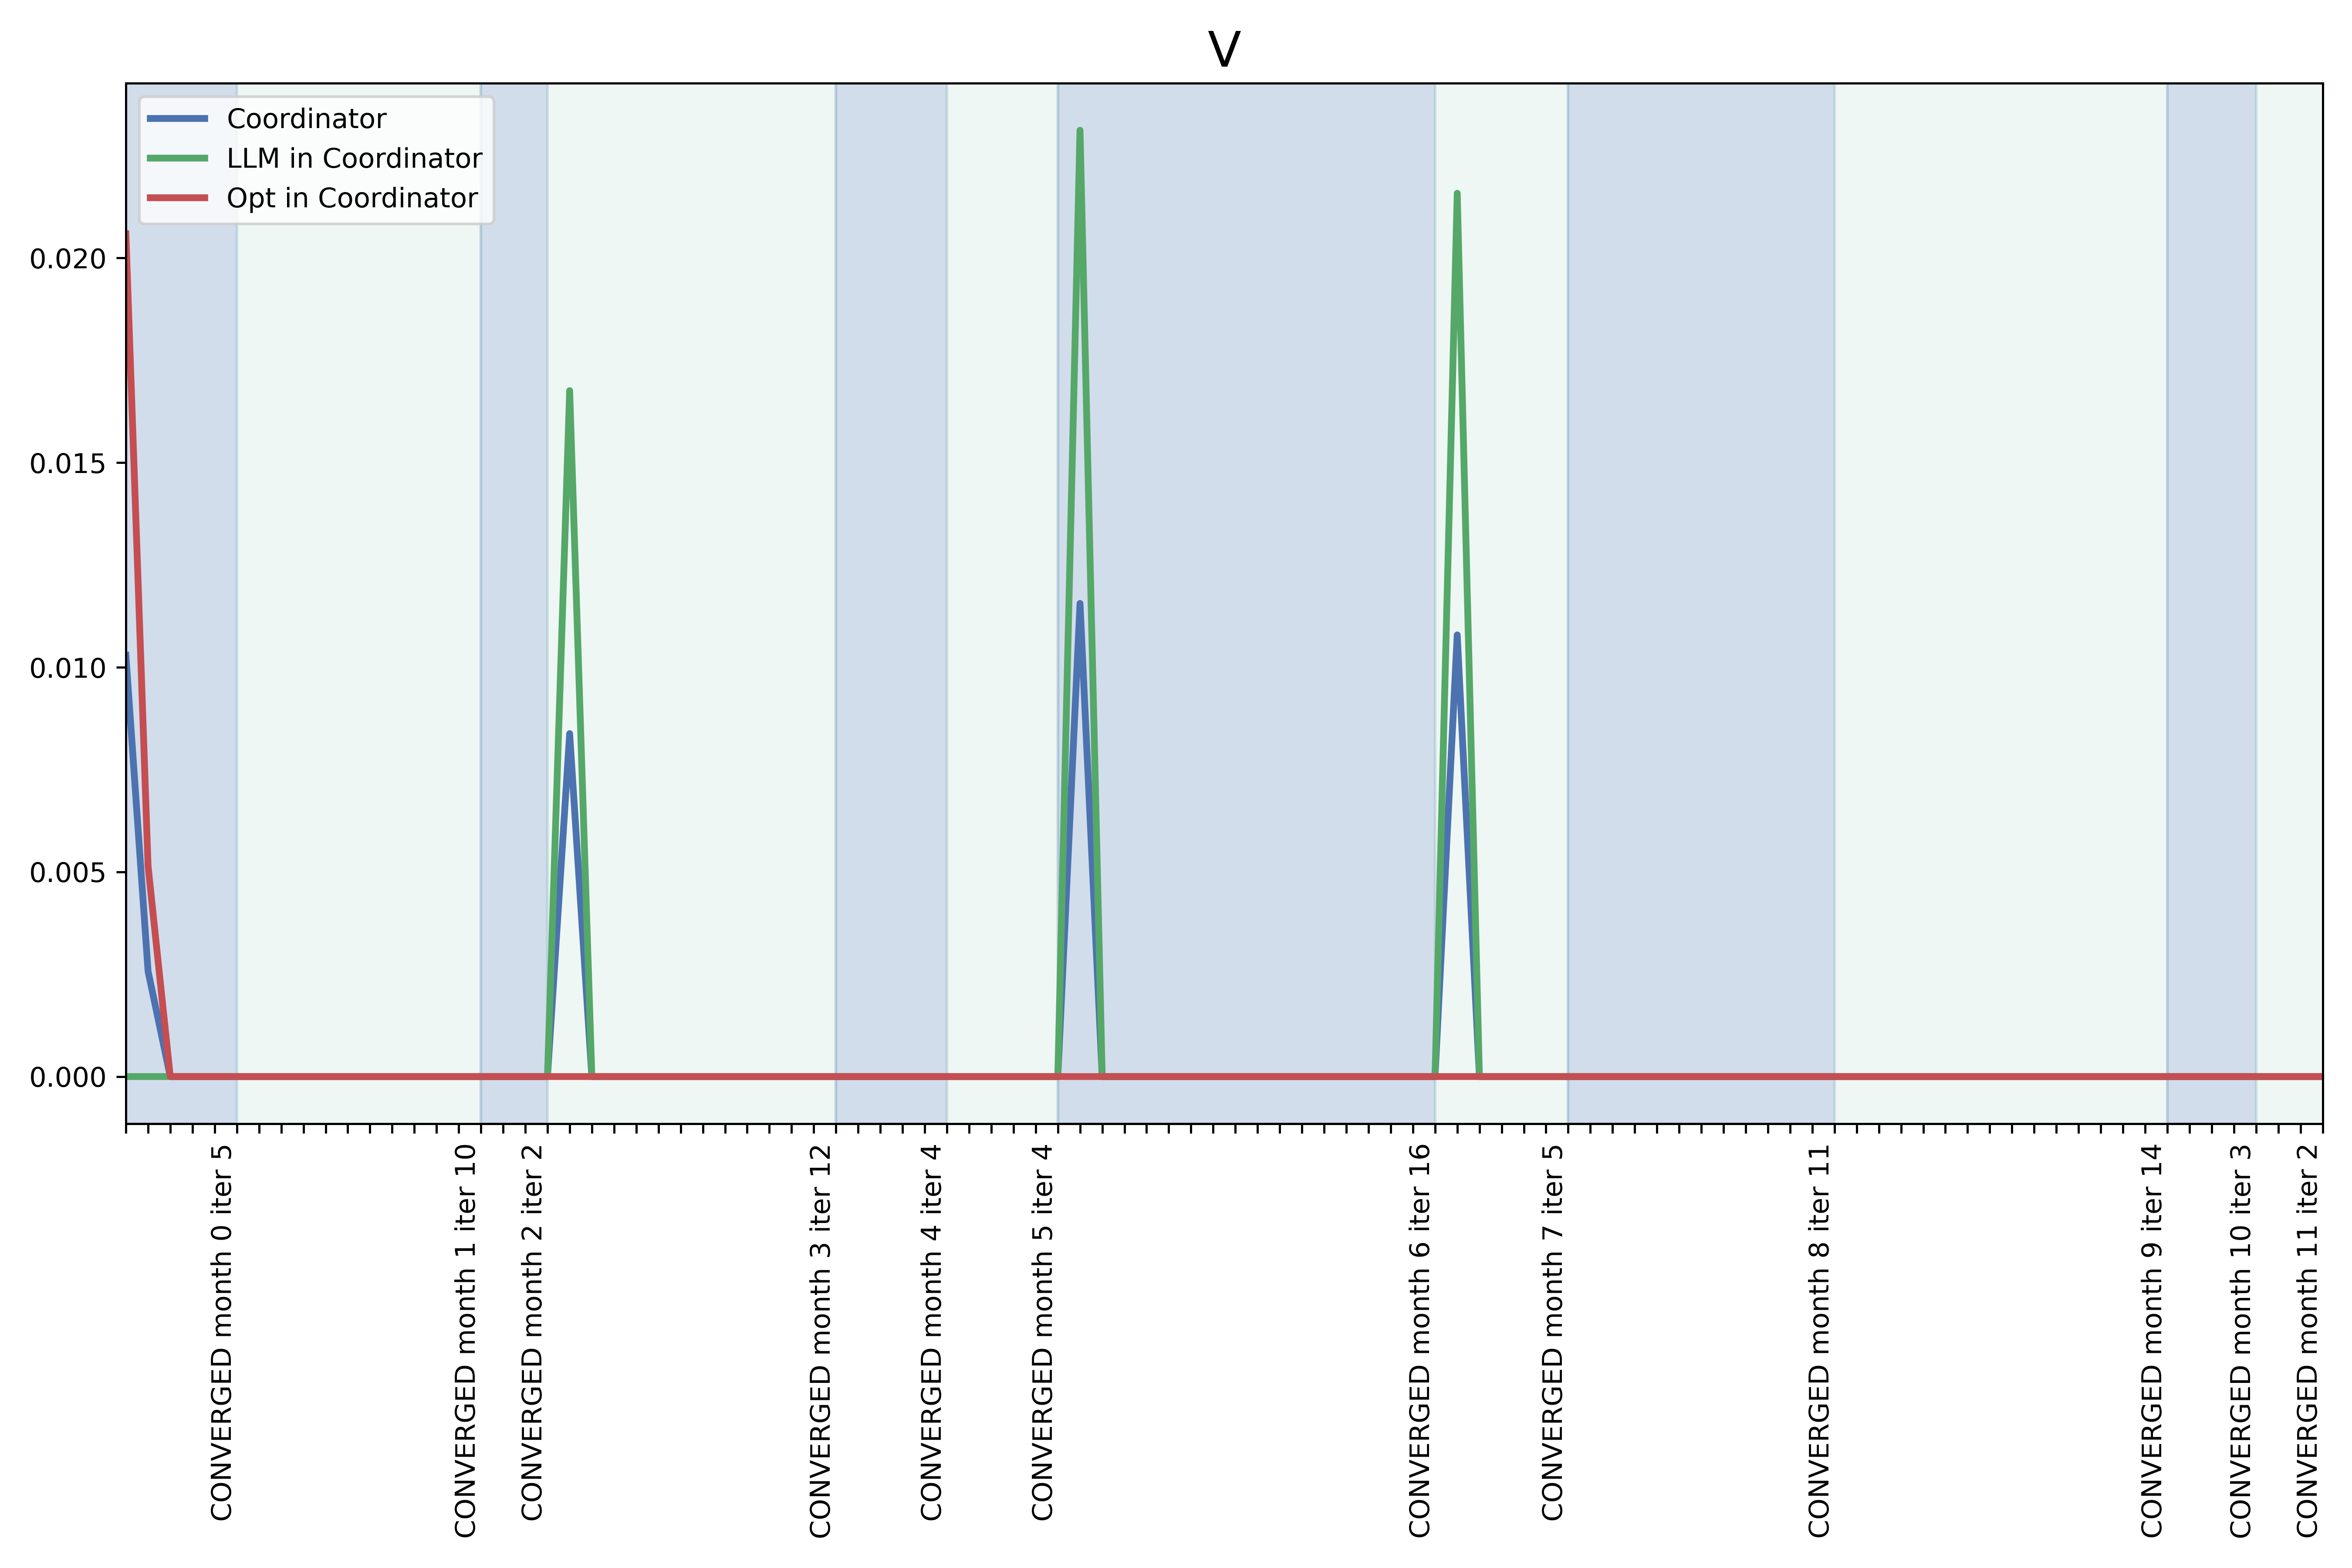 V
Coordinator
LLM in Coordinator
Opt in Coordinator
0.020
0.015
0.010
0.005
0.000
CONVERGED month 0 iter 5
CONVERGED month 1 iter 10
CONVERGED month 2 iter 2
CONVERGED month 3 iter 12
CONVERGED month 4 iter 4
CONVERGED month 5 iter 4
CONVERGED month 6 iter 16
CONVERGED month 7 iter 5
CONVERGED month 8 iter 11
CONVERGED month 9 iter 14
CONVERGED month 10 iter 3
CONVERGED month 11 iter 2